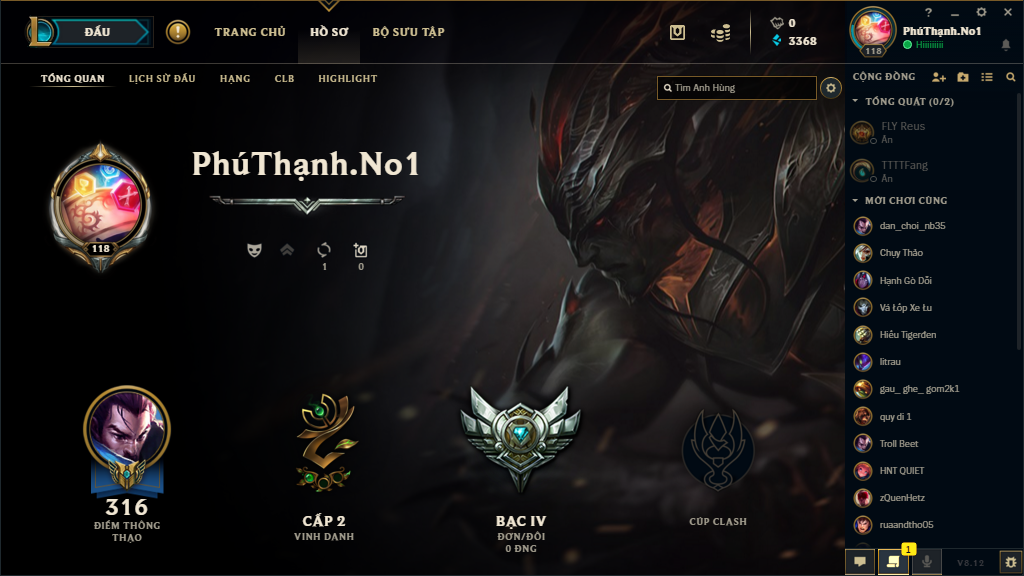 ĐẤU
TRANG CHỦ
HỒ SƠ
BỘ SƯU TẬP
0
3368
118
PhúThạnh.No1
Hiiiiiiiii
TỔNG QUAN
LỊCH SỬ ĐẤU
HẠNG
CLB
HIGHLIGHT
Tìm Anh Hùng
CỘNG ĐỒNG
TỔNG QUÁT (0/2)
FLY Reus
Ẩn
TTTTFang
Ẩn
MỚI CHƠI CÙNG
dan_choi_nb35
Chụy Thảo
Hạnh Gò Dỗi
Vá Lốp Xe Lu
Hiếu Tigerđen
litrau
gau_ ghe_ gom2k1
quy di 1
Troll Beet
HNT QUIET
zQuenHetz
ruaandtho05
PhúThạnh.No1
118
1
0
316
ĐIỂM THÔNG
THẠO
CẤP 2
VINH DANH
BẠC IV
ĐƠN/ĐÔI
0 ĐNG
CÚP CLASH
1
V8.12